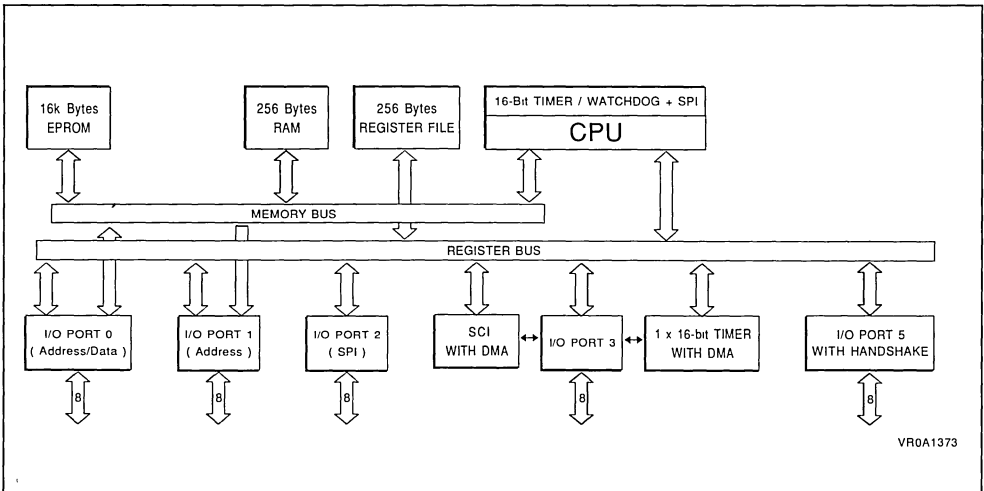 16k Bytes
EPROM
256 Bytes
RAM
256 Bytes
REGISTER FILE
16-Bit TIMER / WATCHDOG + SPI
CPU
MEMORY BUS
REGISTER BUS
I/O PORT 0
( Address/Data )
I/O PORT 1
( Address )
I/O PORT 2
( SPI )
SCI
WITH DMA
I/O PORT 3
1 x 16-bit TIMER
WITH DMA
I/O PORT 5
WITH HANDSHAKE
8
8
8
8
8
VR0A1373